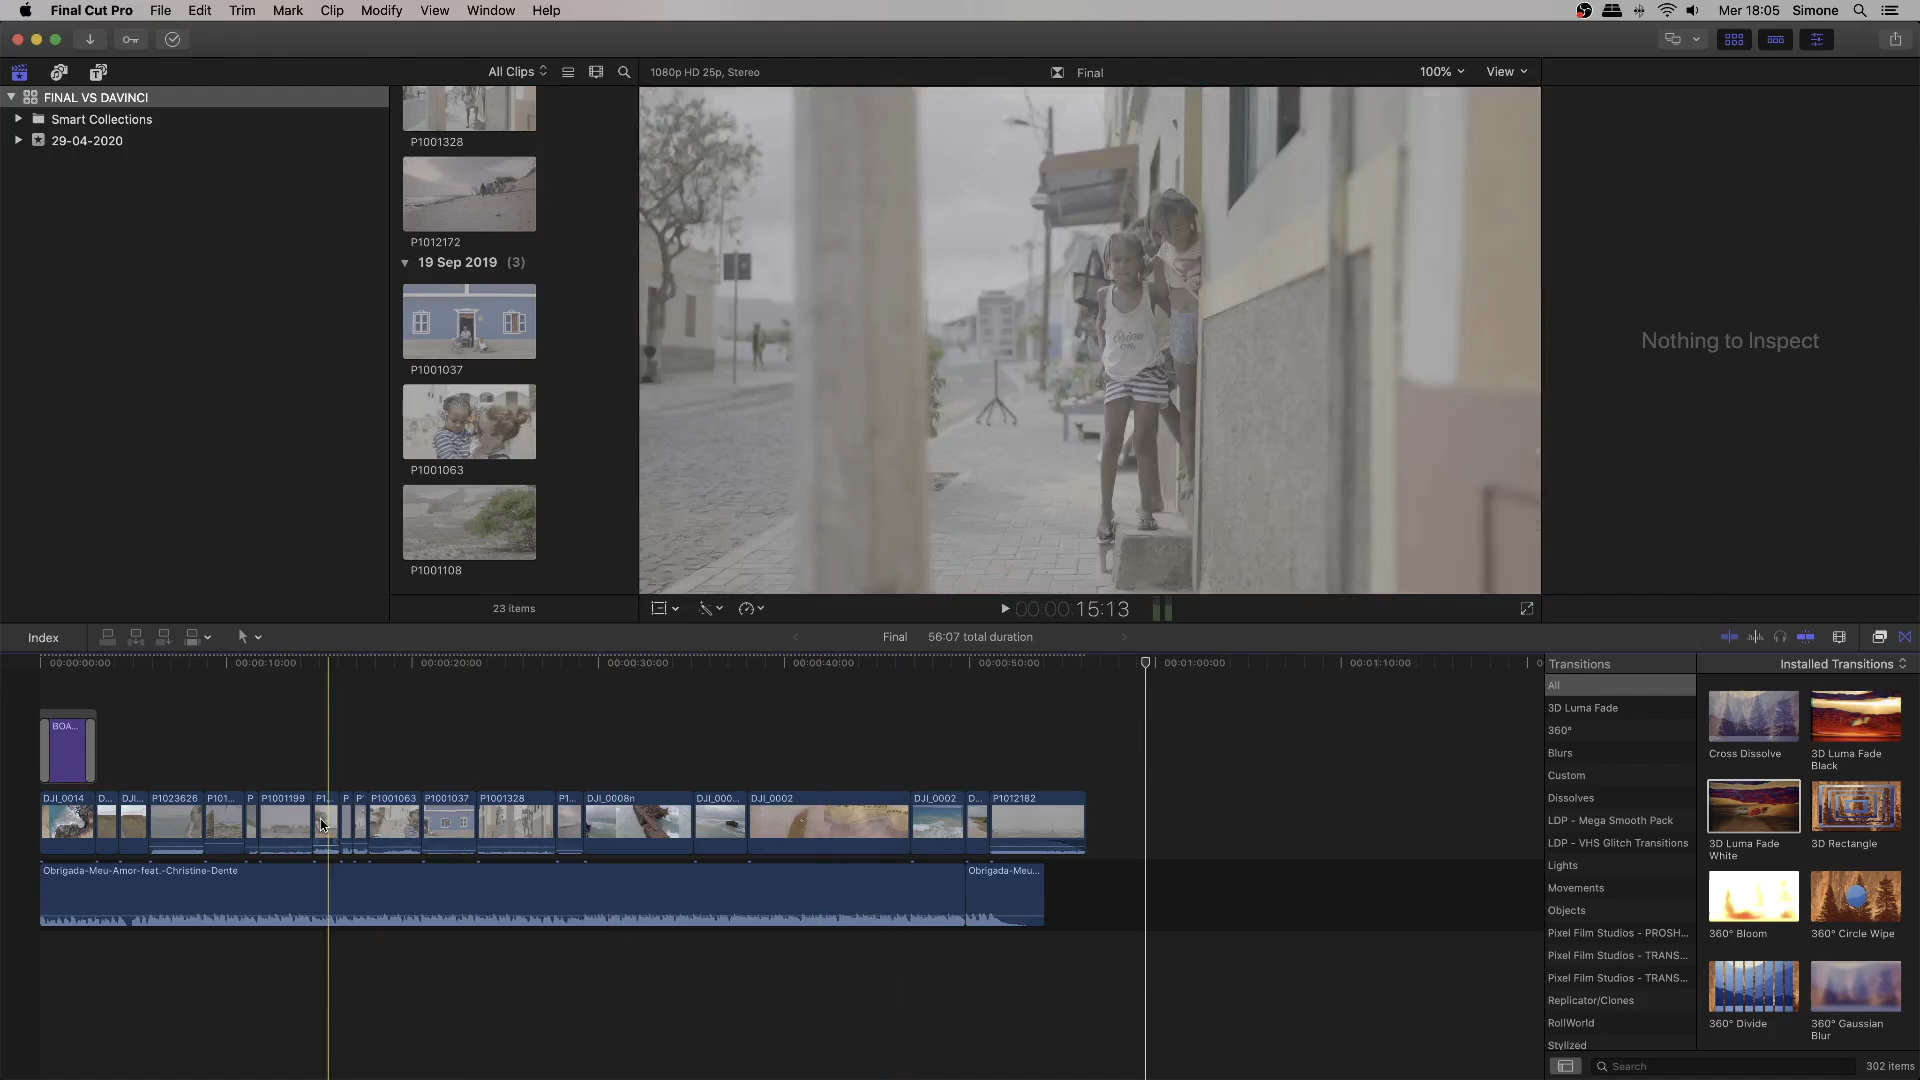 Final Cut Pro File Edit Trim Mark Clip Modify View Window Help Mer 18:05 Simone
All Clips 1080p HD 25p, Stereo Final 100% View
FINAL VS DAVINCI
Smart Collections
29-04-2020
P1001328
P1012172
19 Sep 2019 (3)
P1001037
P1001063
P1001108
23 items
Nothing to Inspect
00:00:15:13
Index Final 56:07 total duration
00:00:00:00 00:00:10:00 00:00:20:00 00:00:30:00 00:00:40:00 00:00:50:00 00:01:00:00 00:01:10:00 0
BOA...
DJI_0014 D... DJI... P1023626 P101... P P1001199 P1... P P P1001063 P1001037 P1001328 P1... DJI_0008n DJI_000... DJI_0002 DJI_0002 D... P1012182
Obrigada-Meu-Amor-feat.-Christine-Dente Obrigada-Meu...
Transitions Installed Transitions
All
3D Luma Fade
360°
Blurs
Custom
Dissolves
LDP - Mega Smooth Pack
LDP - VHS Glitch Transitions
Lights
Movements
Objects
Pixel Film Studios - PROSH...
Pixel Film Studios - TRANS...
Pixel Film Studios - TRANS...
Replicator/Clones
RollWorld
Stylized
Cross Dissolve
3D Luma Fade
Black
3D Luma Fade
White
3D Rectangle
360° Bloom
360° Circle Wipe
360° Divide
360° Gaussian
Blur
Search 302 items